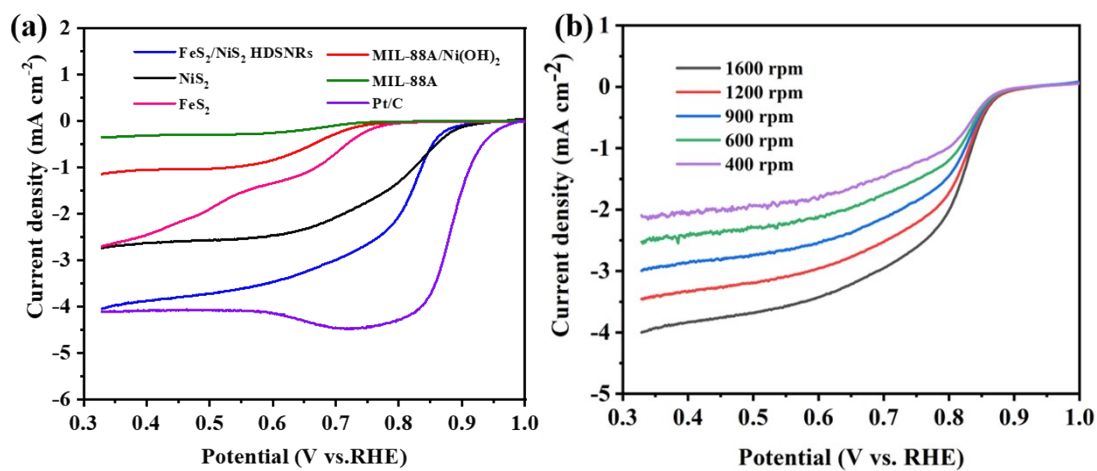 (a)
FeS₂/NiS₂ HDSNRs
NiS₂
FeS₂
MIL-88A/Ni(OH)₂
MIL-88A
Pt/C
Current density (mA cm⁻²)
2
1
0
-1
-2
-3
-4
-5
-6
0.3 0.4 0.5 0.6 0.7 0.8 0.9 1.0
Potential (V vs.RHE)
(b)
1600 rpm
1200 rpm
900 rpm
600 rpm
400 rpm
Current density (mA cm⁻²)
1
0
-1
-2
-3
-4
-5
0.3 0.4 0.5 0.6 0.7 0.8 0.9 1.0
Potential (V vs. RHE)